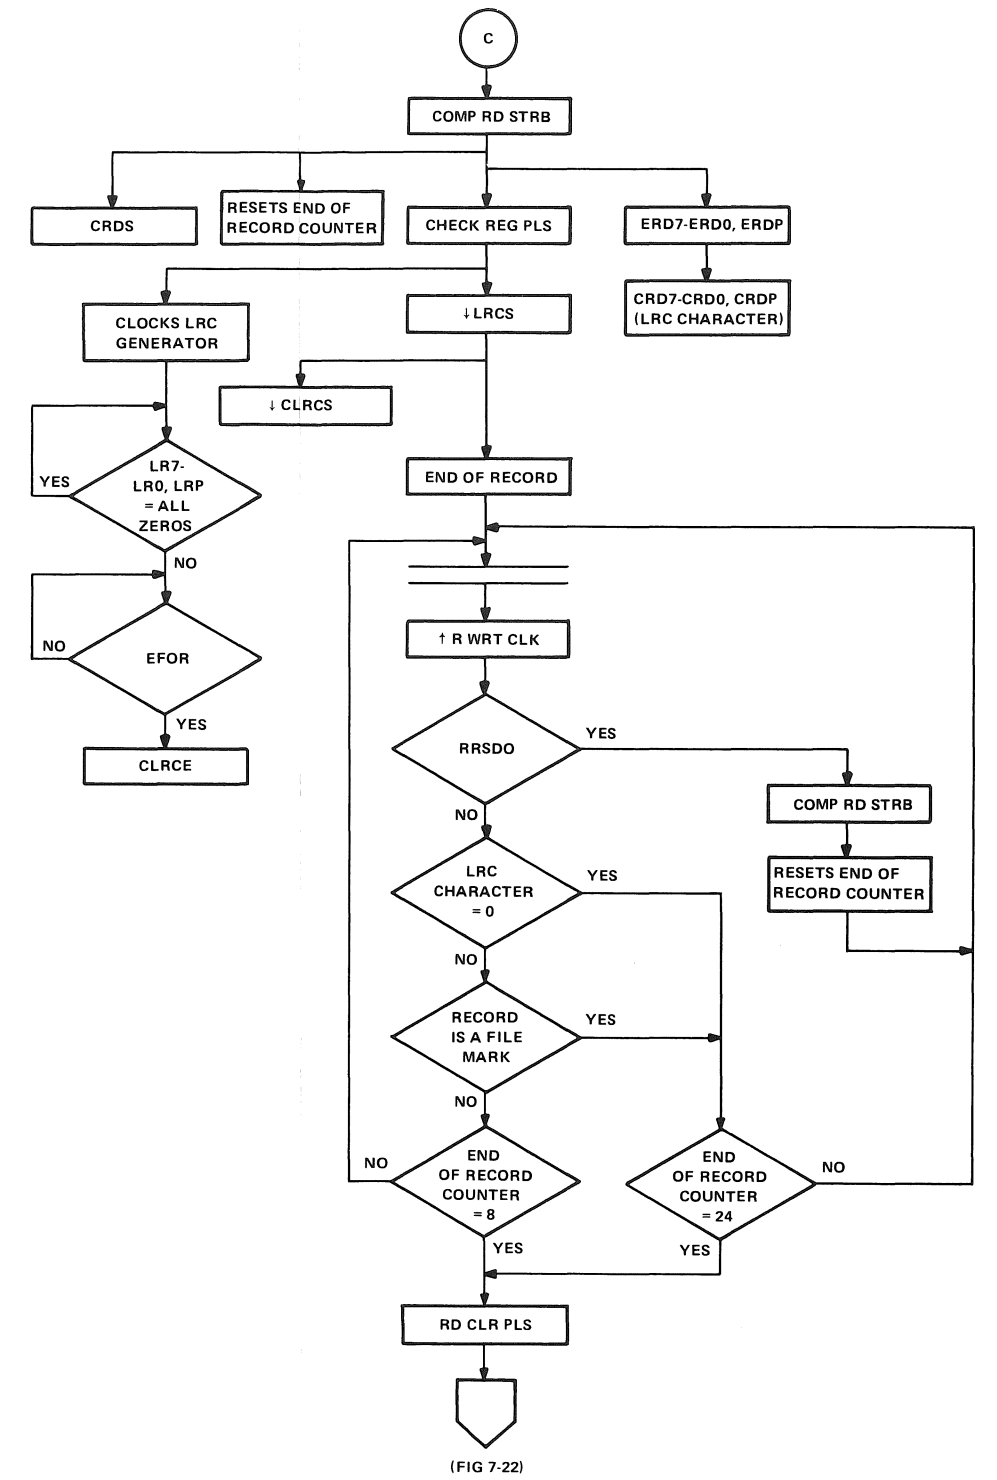 C
COMP RD STRB
CRDS
RESETS END OF
RECORD COUNTER
CHECK REG PLS
ERD7-ERD0, ERDP
CLOCKS LRC
GENERATOR
↓ LRCS
CRD7-CRD0, CRDP
(LRC CHARACTER)
↓ CLRCS
LR7-
LR0, LRP
= ALL
ZEROS
YES
NO
END OF RECORD
EFOR
NO
YES
CLRCE
↑ R WRT CLK
RRSDO
YES
NO
COMP RD STRB
RESETS END OF
RECORD COUNTER
LRC
CHARACTER
= 0
YES
NO
RECORD
IS A FILE
MARK
YES
NO
END
OF RECORD
COUNTER
= 8
NO
YES
END
OF RECORD
COUNTER
= 24
NO
YES
RD CLR PLS
(FIG 7-22)